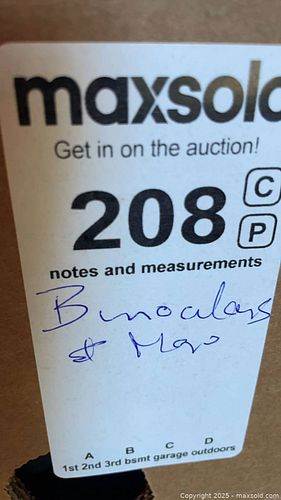 maxsold
Get in on the auction!
208
C
P
notes and measurements
Binoculars
& More
A B C D
1st 2nd 3rd bsmt garage outdoors
Copyright 2025 - maxsold.com